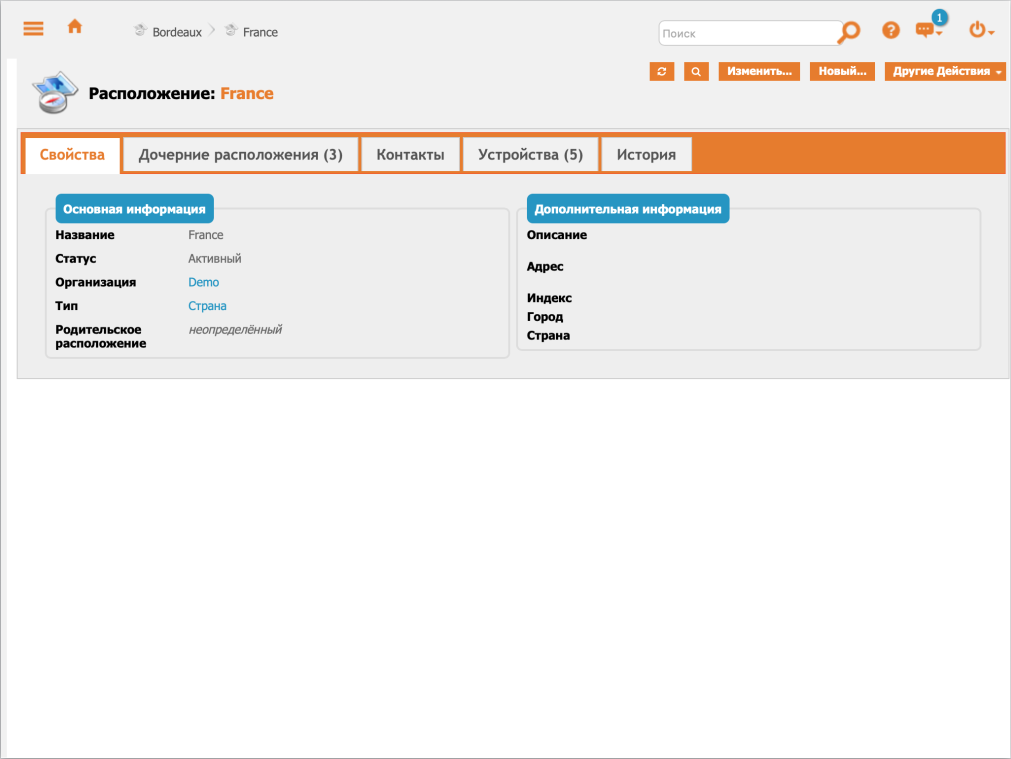 Bordeaux France
Поиск
1
Изменить... Новый... Другие Действия
Расположение: France
Свойства Дочерние расположения (3) Контакты Устройства (5) История
Основная информация
Название France
Статус Активный
Организация Demo
Тип Страна
Родительское
расположение неопределённый
Дополнительная информация
Описание
Адрес
Индекс
Город
Страна